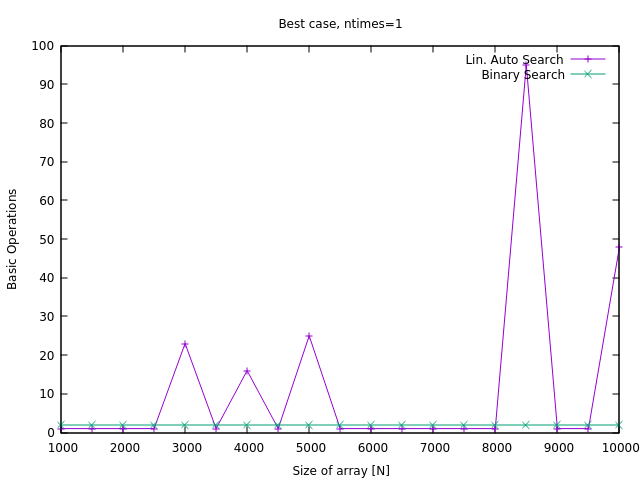 Best case, ntimes=1
100
90
80
70
60
50
40
30
20
10
0
Basic Operations
Lin. Auto Search
Binary Search
1000 2000 3000 4000 5000 6000 7000 8000 9000 10000
Size of array [N]